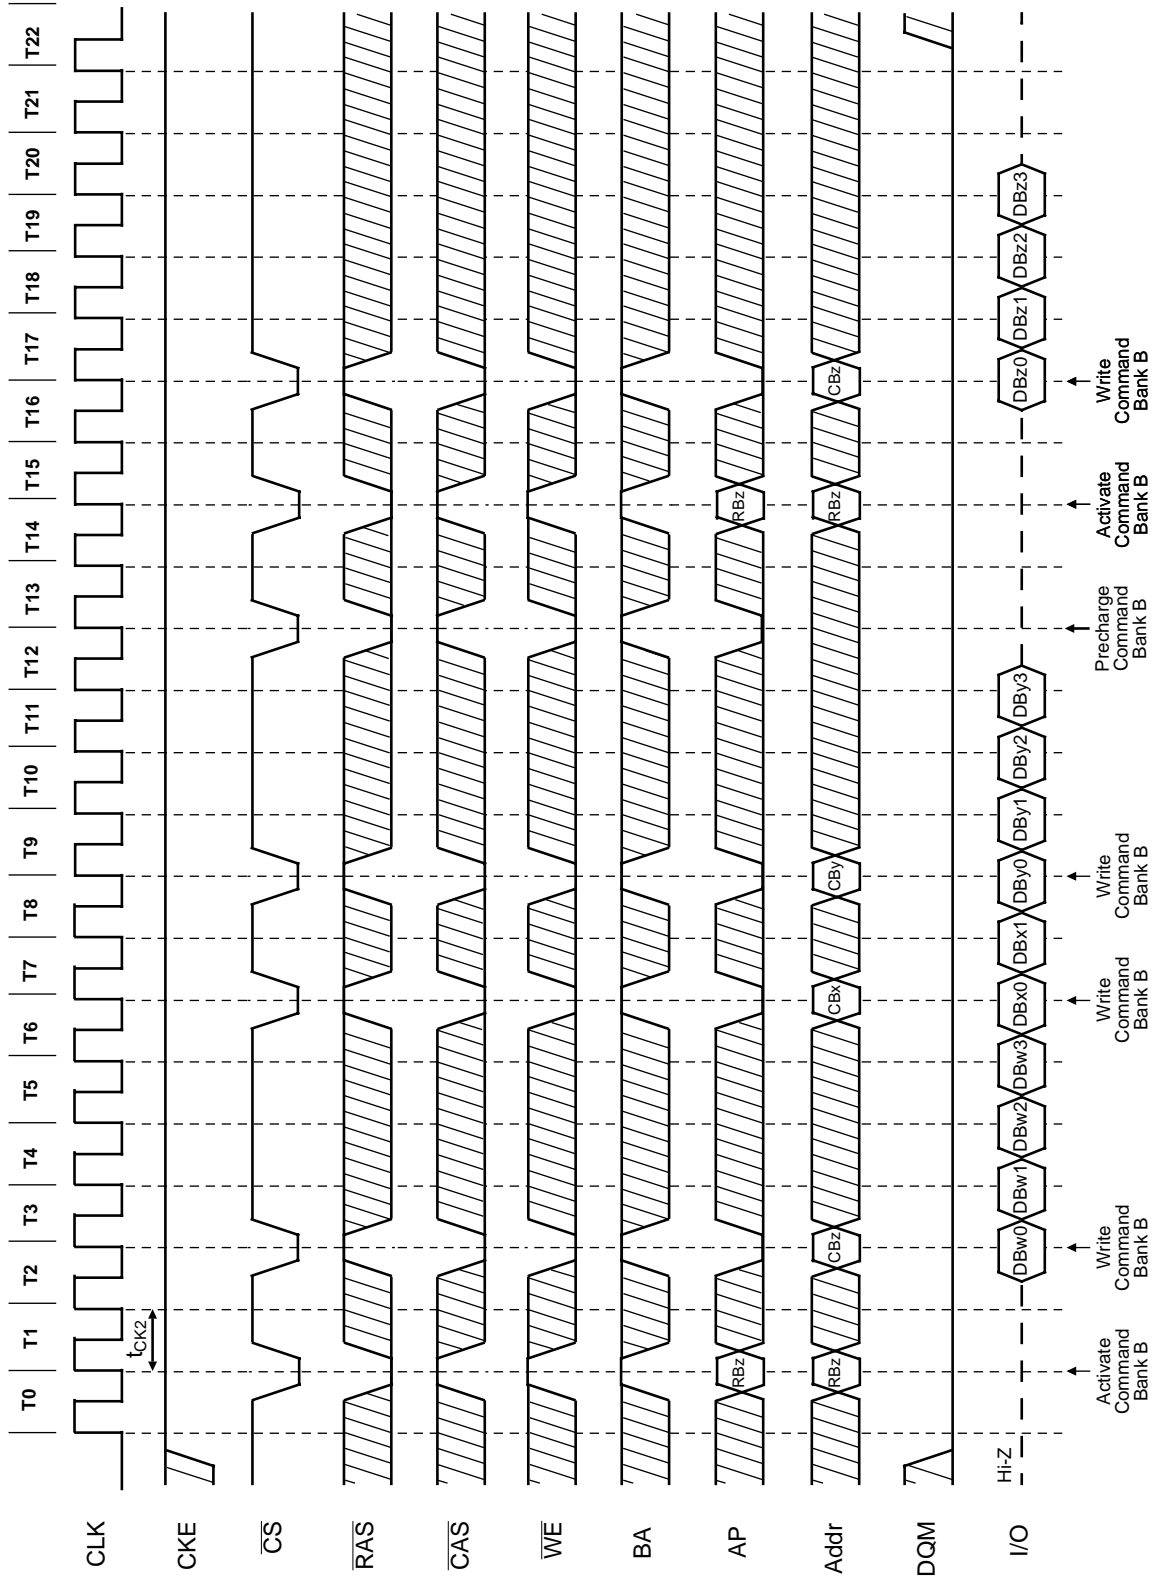 T0 T1 T2 T3 T4 T5 T6 T7 T8 T9 T10 T11 T12 T13 T14 T15 T16 T17 T18 T19 T20 T21 T22
CLK
tCK2
CKE
CS
RAS
CAS
WE
BA
AP
RBz RBz
Addr
RBz CBz CBx CBy RBz CBz
DQM
I/O
Hi-Z
DBw0 DBw1 DBw2 DBw3 DBx0 DBx1 DBy0 DBy1 DBy2 DBy3 DBz0 DBz1 DBz2 DBz3
Activate
Command
Bank B
Write
Command
Bank B
Write
Command
Bank B
Write
Command
Bank B
Precharge
Command
Bank B
Activate
Command
Bank B
Write
Command
Bank B